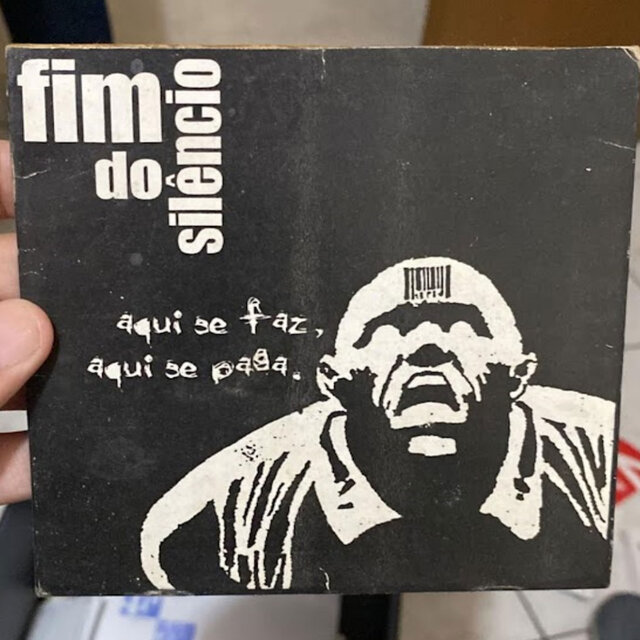 fim
do
silêncio
aqui se faz,
aqui se paga.